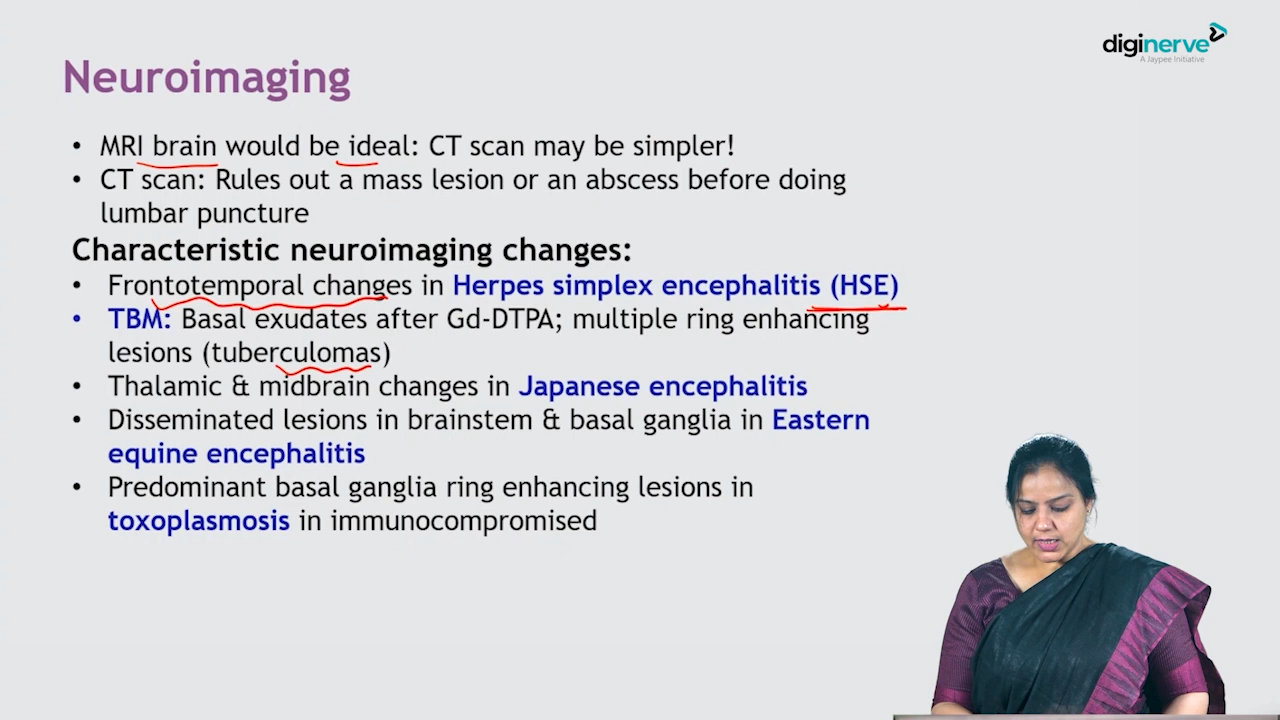 diginerve
A Jaypee Initiative
Neuroimaging
• MRI brain would be ideal: CT scan may be simpler!
• CT scan: Rules out a mass lesion or an abscess before doing
lumbar puncture
Characteristic neuroimaging changes:
• Frontotemporal changes in Herpes simplex encephalitis (HSE)
• TBM: Basal exudates after Gd-DTPA; multiple ring enhancing
lesions (tuberculomas)
• Thalamic & midbrain changes in Japanese encephalitis
• Disseminated lesions in brainstem & basal ganglia in Eastern
equine encephalitis
• Predominant basal ganglia ring enhancing lesions in
toxoplasmosis in immunocompromised